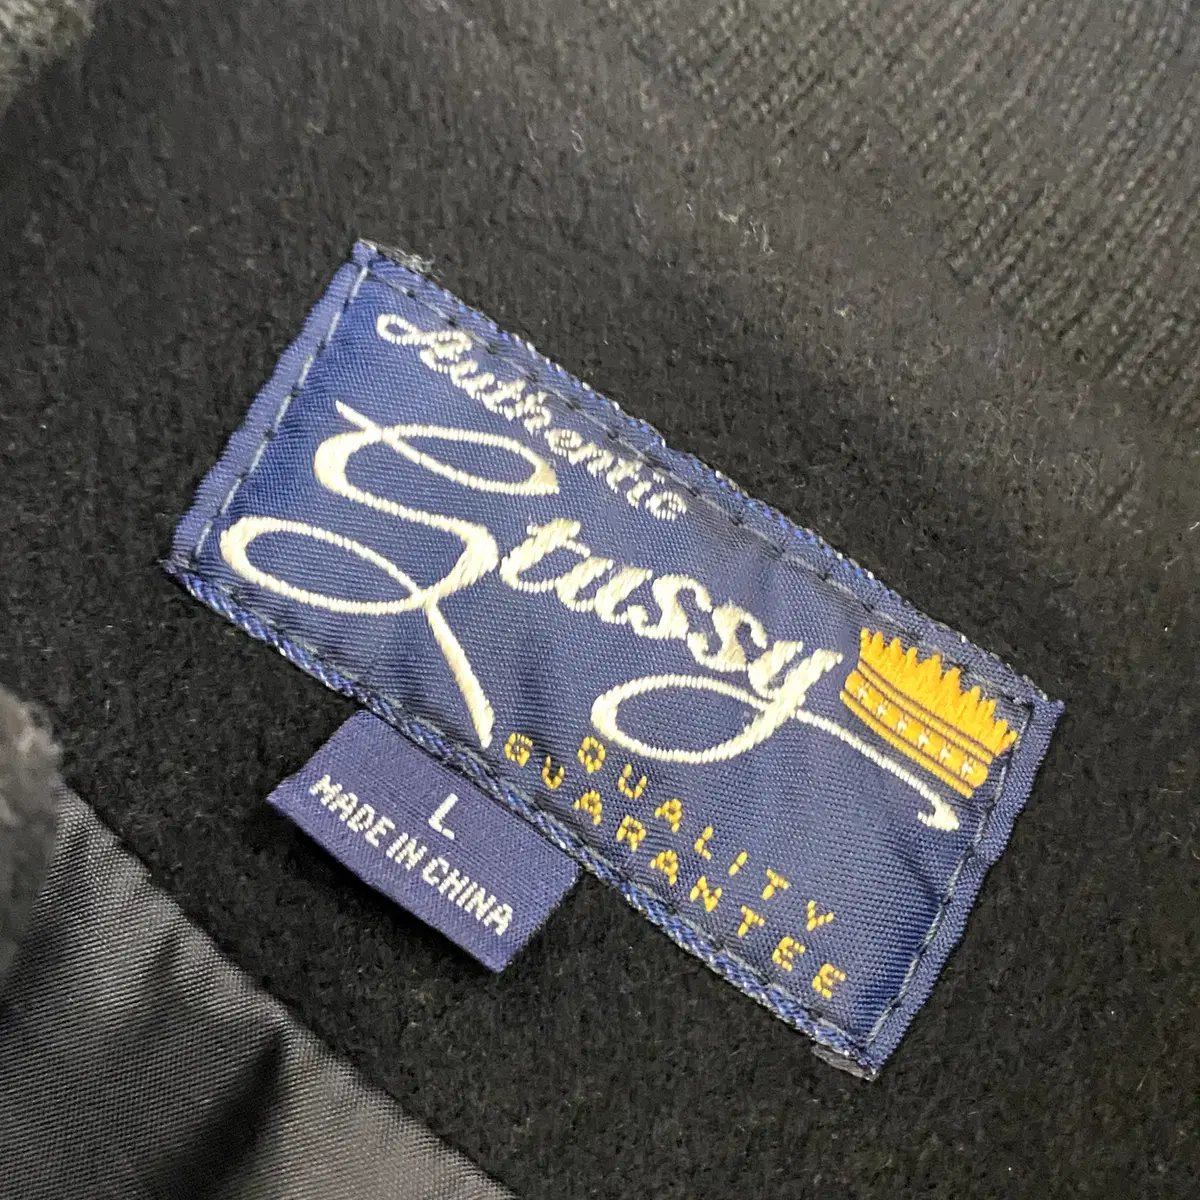 Authentic
Stussy
QUALITY
GUARANTEE
L
MADE IN CHINA